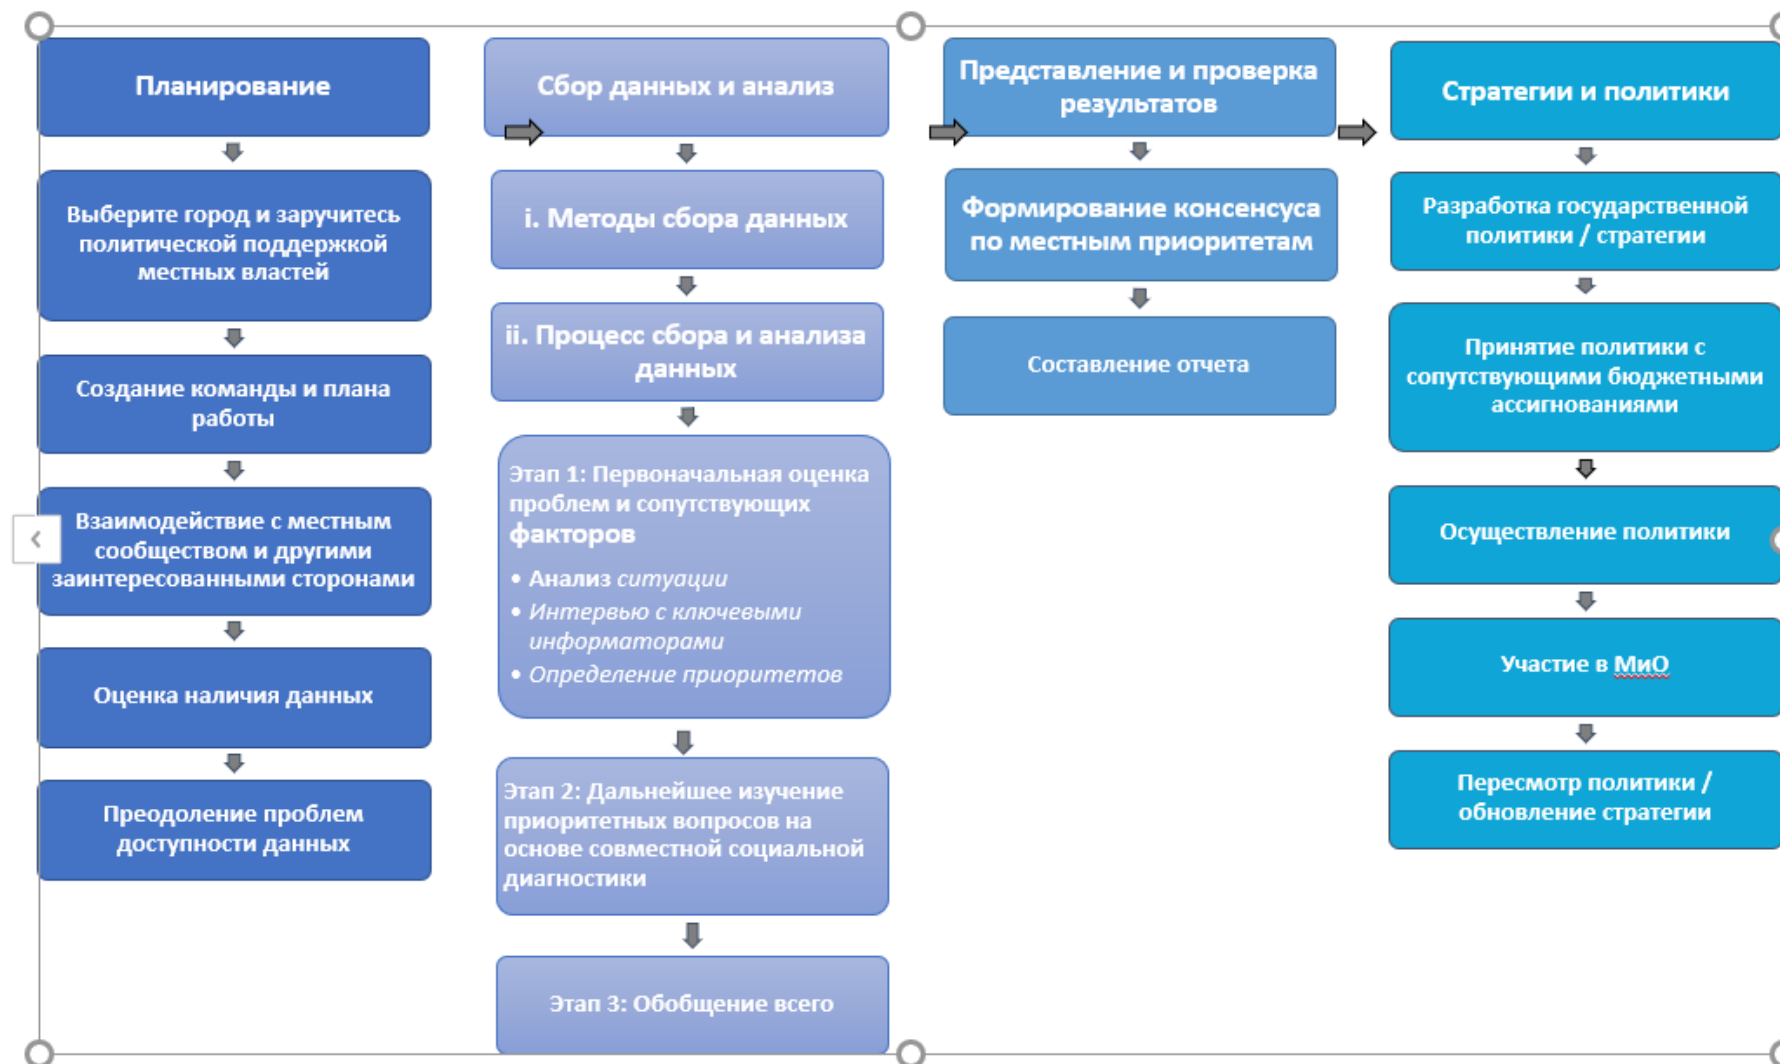 Планирование
Выберите город и заручитесь
политической поддержкой
местных властей
Создание команды и плана
работы
Взаимодействие с местным
сообществом и другими
заинтересованными сторонами
Оценка наличия данных
Преодоление проблем
доступности данных
Сбор данных и анализ
i. Методы сбора данных
ii. Процесс сбора и анализа
данных
Этап 1: Первоначальная оценка
проблем и сопутствующих
факторов
• Анализ ситуации
• Интервью с ключевыми
информаторами
• Определение приоритетов
Этап 2: Дальнейшее изучение
приоритетных вопросов на
основе совместной социальной
диагностики
Этап 3: Обобщение всего
Представление и проверка
результатов
Формирование консенсуса
по местным приоритетам
Составление отчета
Стратегии и политики
Разработка государственной
политики / стратегии
Принятие политики с
сопутствующими бюджетными
ассигнованиями
Осуществление политики
Участие в МиО
Пересмотр политики /
обновление стратегии